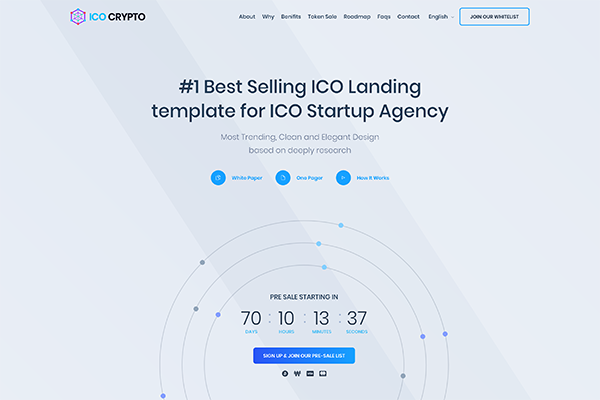 ICO CRYPTO
About Why Benifits Token Sale Roadmap Faqs Contact English JOIN OUR WHITELIST
#1 Best Selling ICO Landing
template for ICO Startup Agency
Most Trending, Clean and Elegant Design
based on deeply research
White Paper One Pager How It Works
PRE SALE STARTING IN
70 : 10 : 13 : 37
DAYS HOURS MINUTES SECONDS
SIGN UP & JOIN OUR PRE-SALE LIST